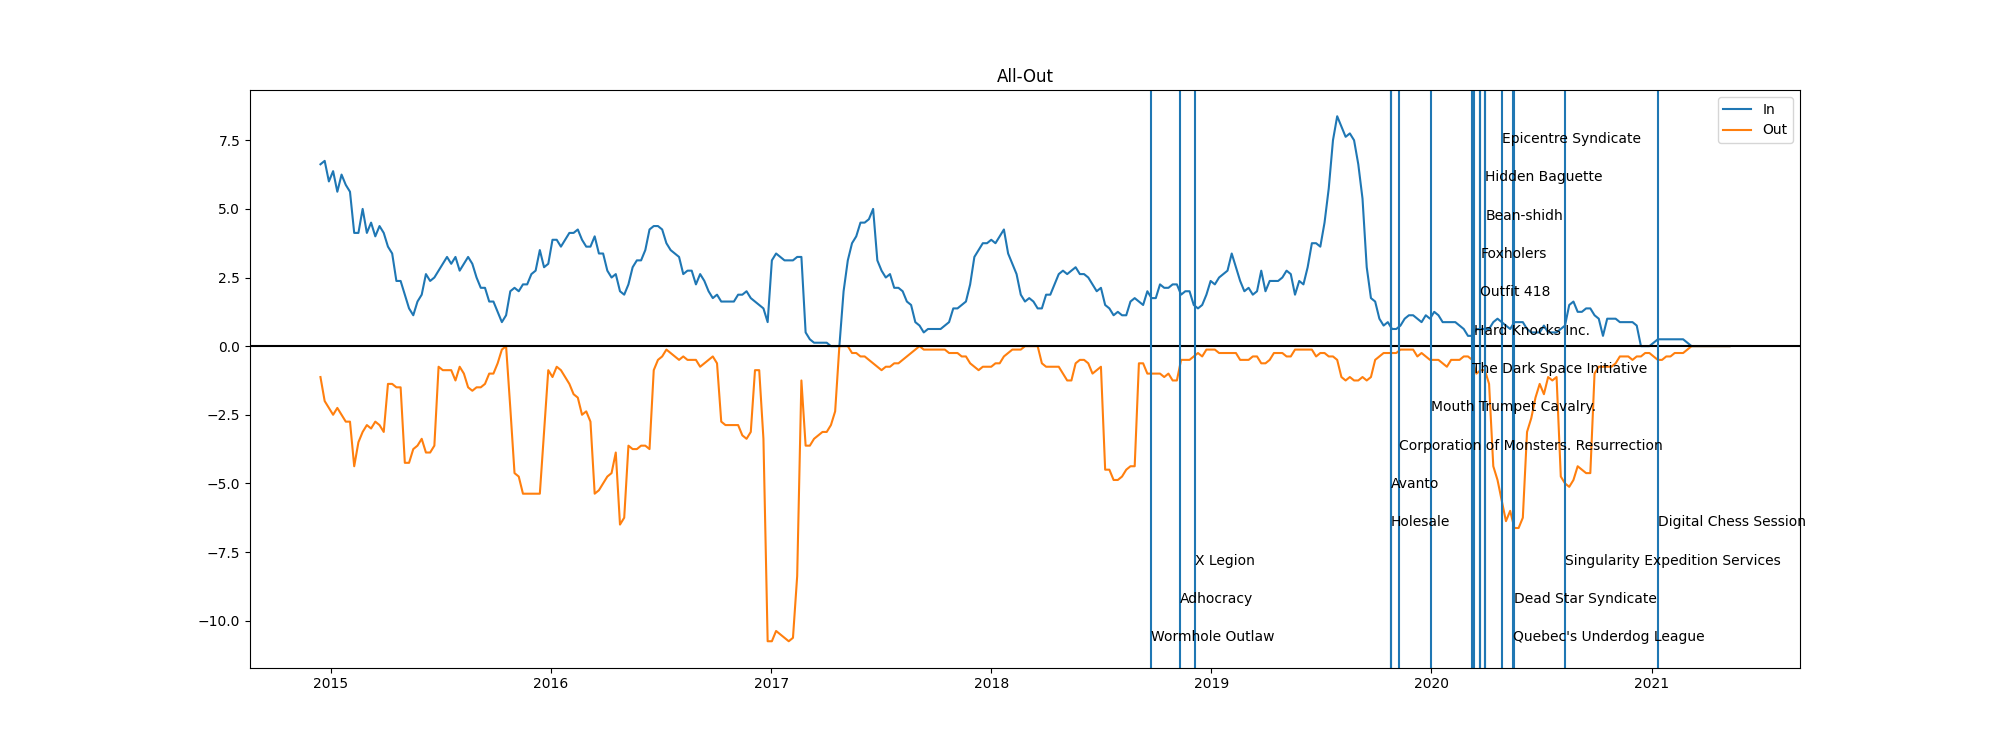 All-Out
In
Out
7.5
5.0
2.5
0.0
−2.5
−5.0
−7.5
−10.0
Epicentre Syndicate
Hidden Baguette
Bean-shidh
Foxholers
Outfit 418
Hard Knocks Inc.
The Dark Space Initiative
Mouth Trumpet Cavalry.
Corporation of Monsters. Resurrection
Avanto
Holesale
Digital Chess Session
X Legion
Singularity Expedition Services
Adhocracy
Dead Star Syndicate
Wormhole Outlaw
Quebec's Underdog League
2015
2016
2017
2018
2019
2020
2021